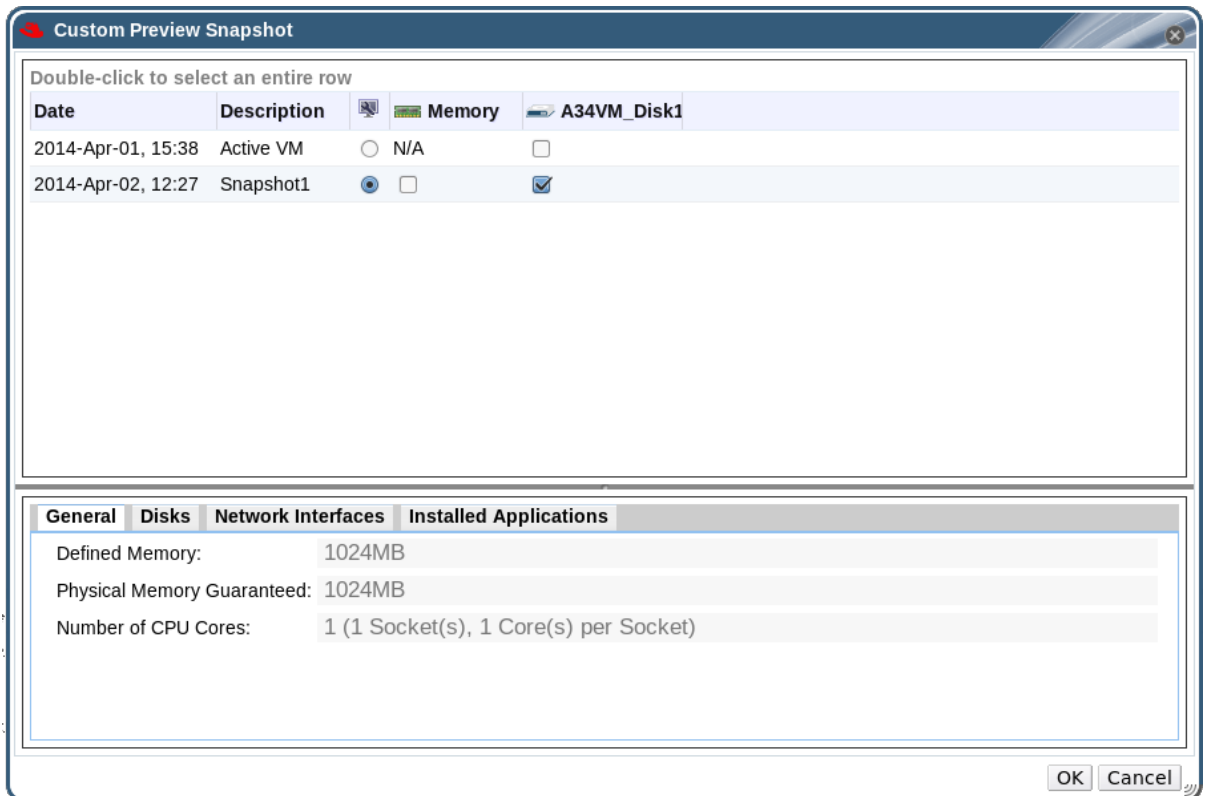 Custom Preview Snapshot
Double-click to select an entire row
Date Description Memory A34VM_Disk1
2014-Apr-01, 15:38 Active VM N/A
2014-Apr-02, 12:27 Snapshot1
General Disks Network Interfaces Installed Applications
Defined Memory: 1024MB
Physical Memory Guaranteed: 1024MB
Number of CPU Cores: 1 (1 Socket(s), 1 Core(s) per Socket)
OK Cancel